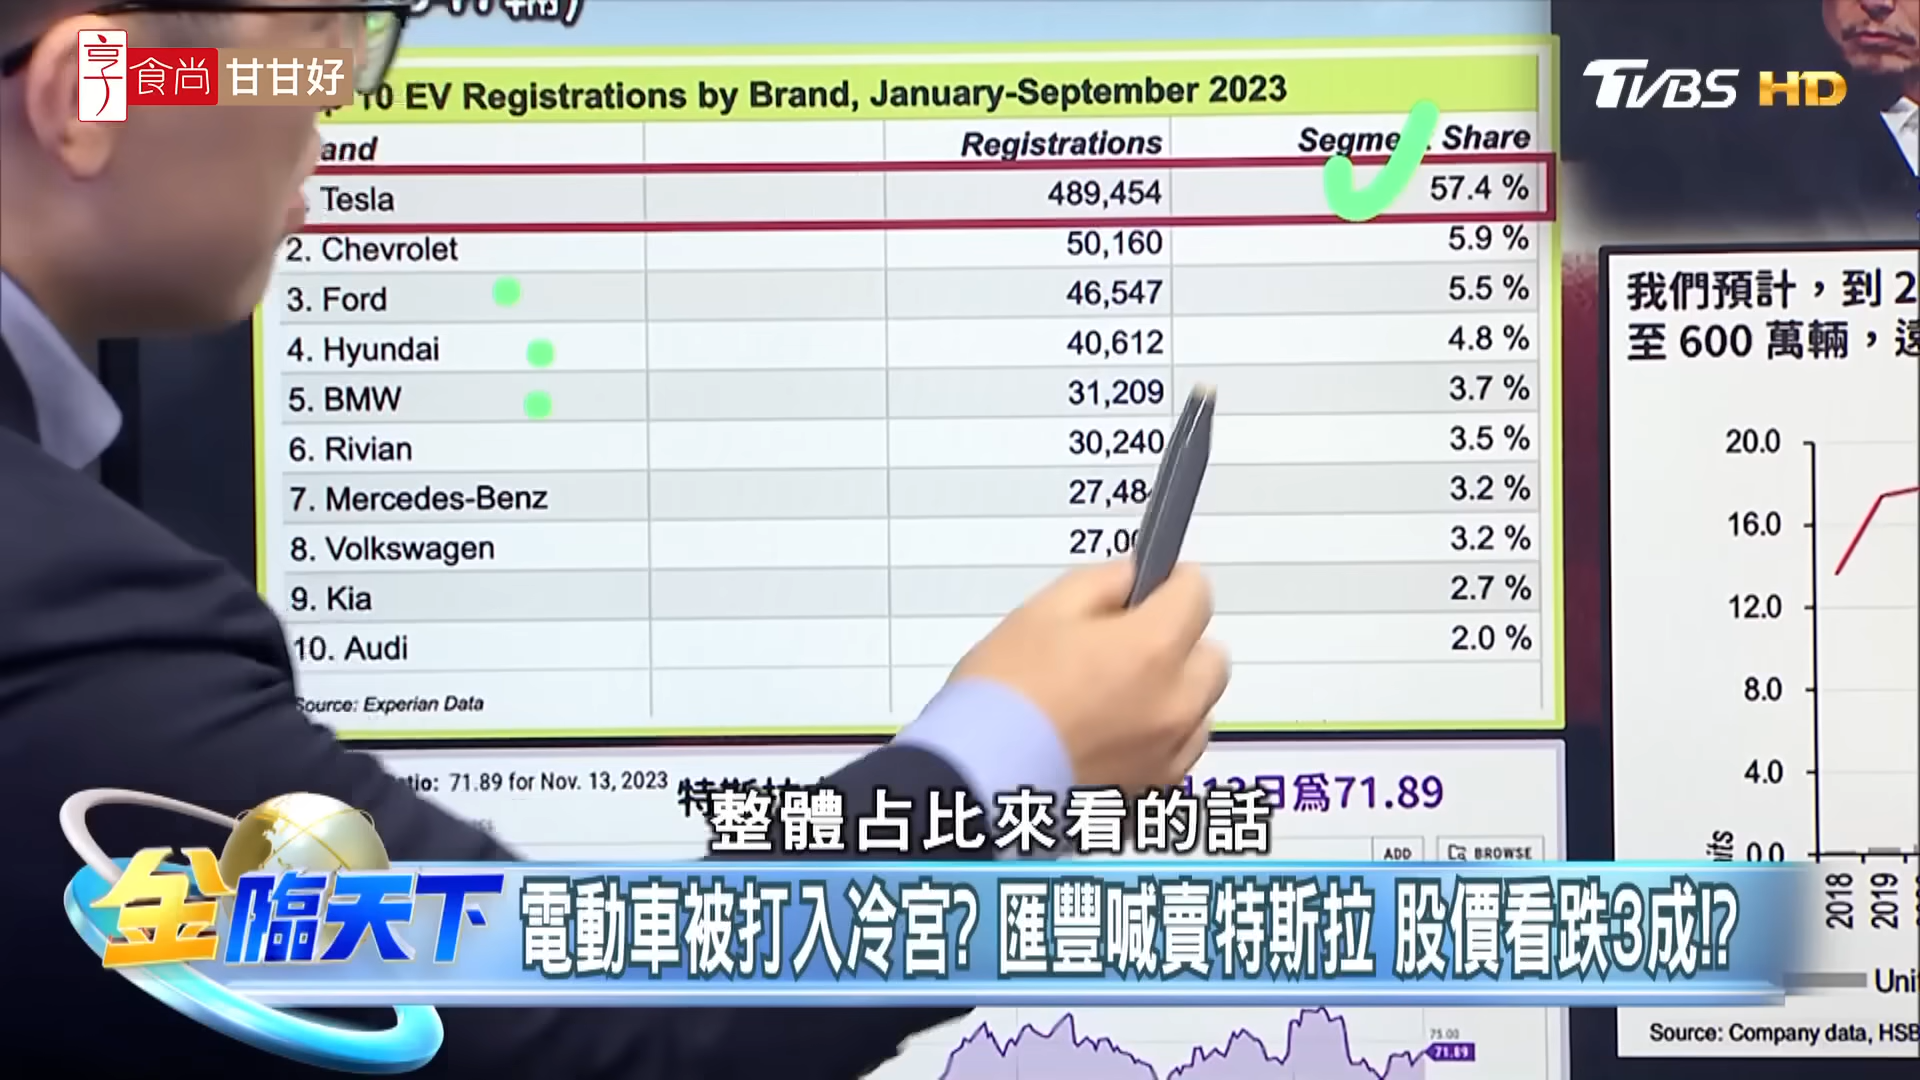 享 食尚 甘甘好
TVBS HD
10 EV Registrations by Brand, January-September 2023
Registrations Share
Tesla 489,454 57.4 %
2. Chevrolet 50,160 5.9 %
3. Ford 46,547 5.5 %
4. Hyundai 40,612 4.8 %
5. BMW 31,209 3.7 %
6. Rivian 30,240 3.5 %
7. Mercedes-Benz 3.2 %
8. Volkswagen 3.2 %
9. Kia 2.7 %
10. Audi 2.0 %
Source: Experian Data
我們預計，到 2
至 600 萬輛，遠
20.0
16.0
12.0
8.0
4.0
0.0
2018
2019
Source: Company data, HSB
71.89 for Nov. 13, 2023
日為71.89
ADD BROWSE
75.00
71.89
整體占比來看的話
金臨天下
電動車被打入冷宮? 匯豐喊賣特斯拉 股價看跌3成!?